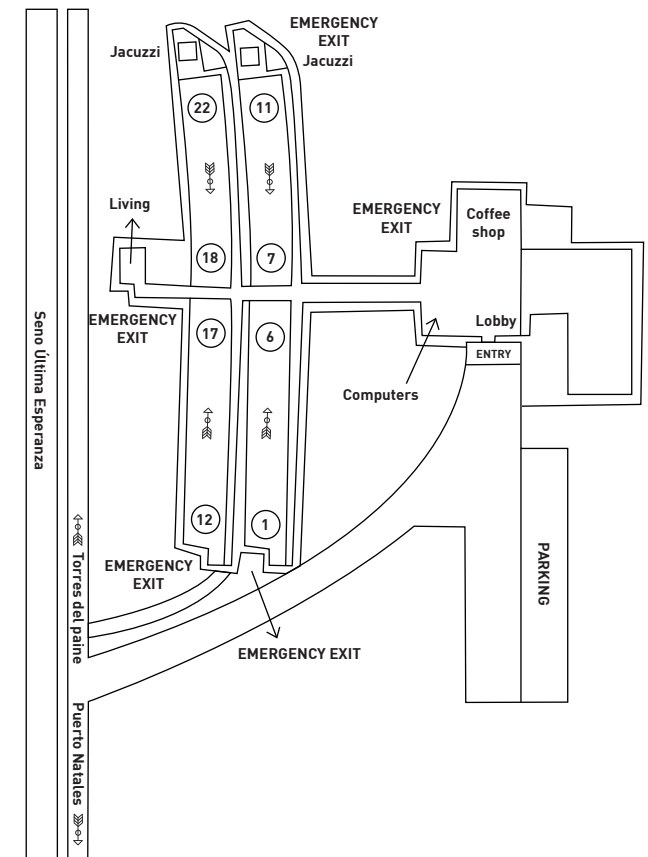 EMERGENCY
EXIT
Jacuzzi
Jacuzzi
22
11
Living
EMERGENCY
EXIT
Coffee
shop
18
7
EMERGENCY
EXIT
17
6
Lobby
ENTRY
Computers
Seno Última Esperanza
12
1
EMERGENCY
EXIT
Torres del paine
PARKING
EMERGENCY EXIT
Puerto Natales